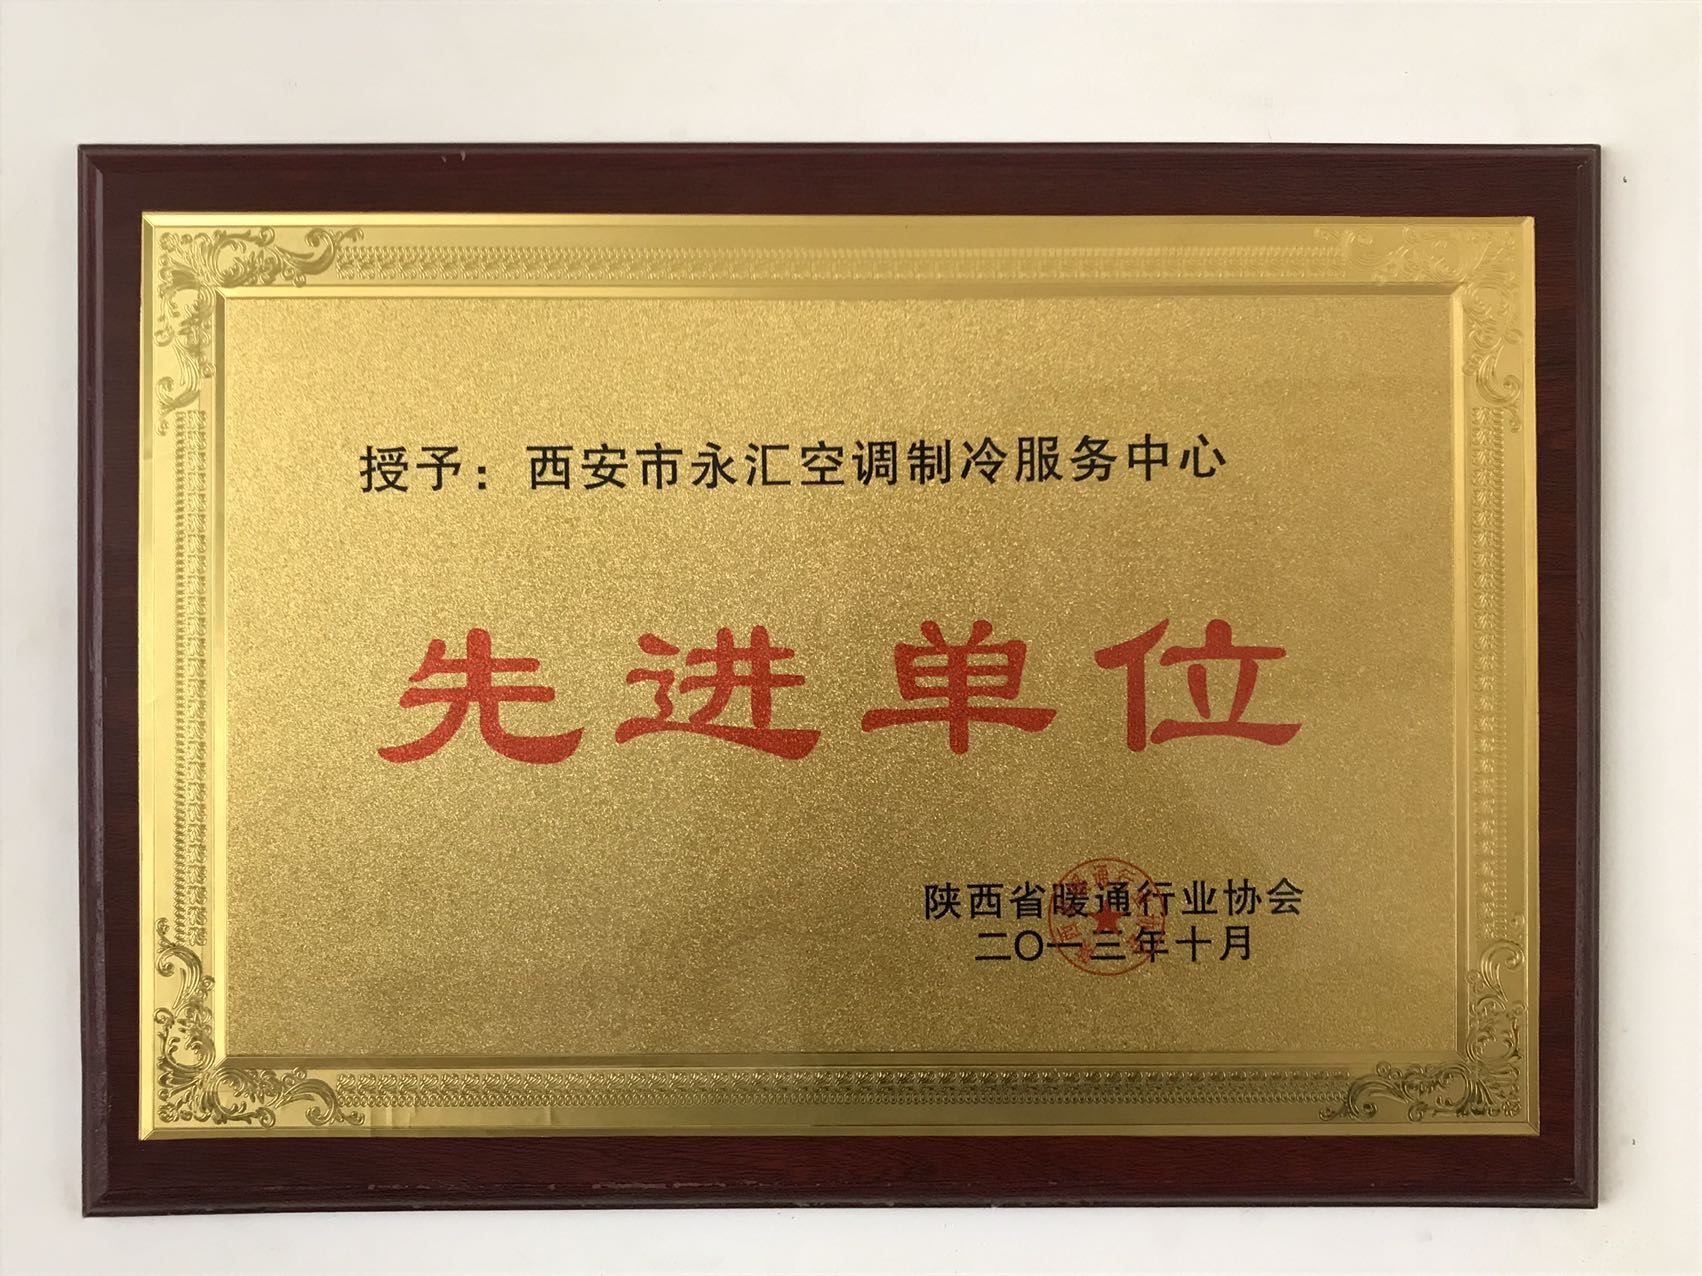 授予：西安市永汇空调制冷服务中心
先进单位
陕西省暖通行业协会
二〇一三年十月